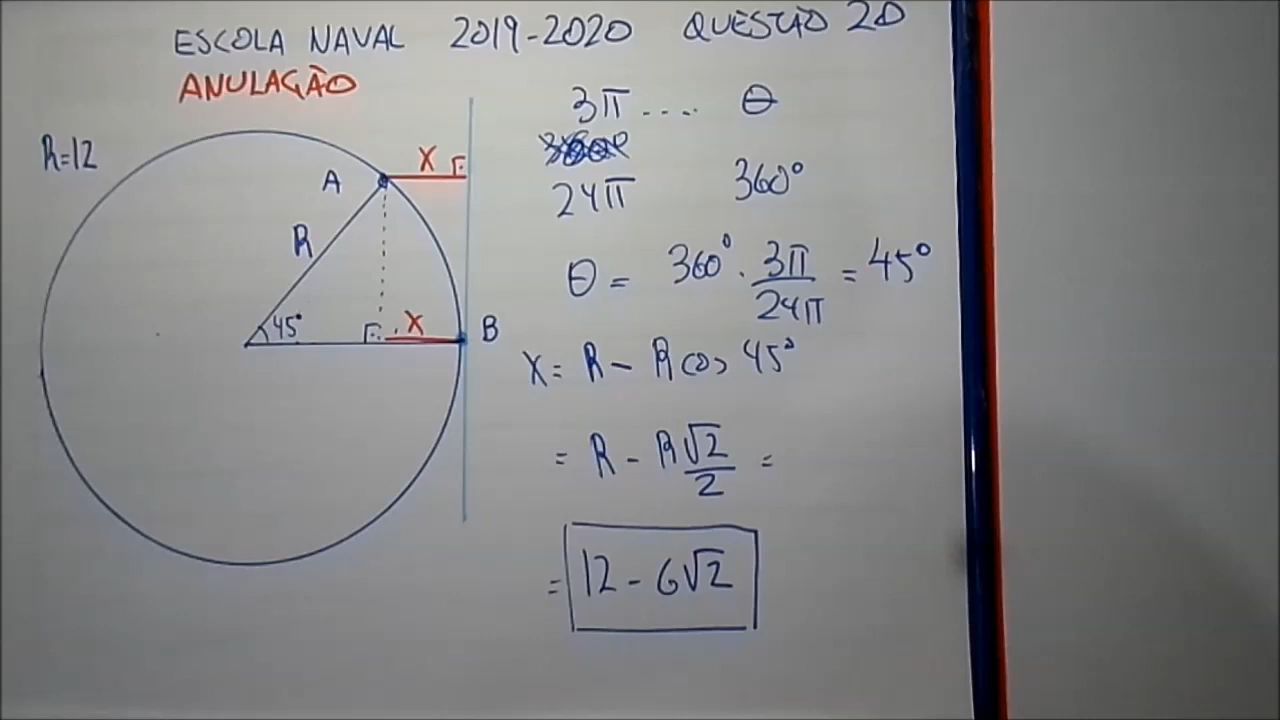 ESCOLA NAVAL 2019-2020 QUESTÃO 20
ANULAÇÃO
R=12
A
X
R
45°
X
B
3π .... θ
24π 360°
θ = 360° · 3π/24π = 45°
X = R - R cos 45°
= R - R√2/2 =
= 12 - 6√2